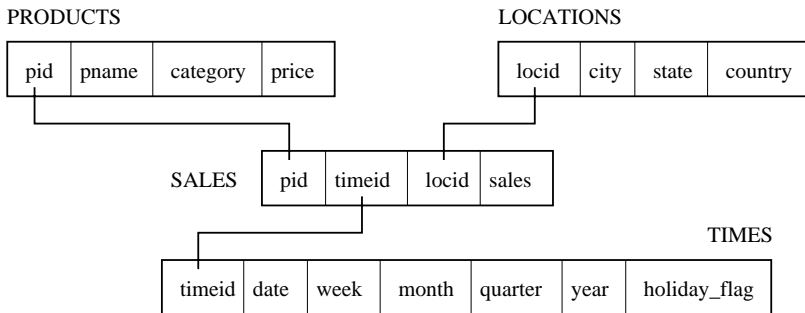 PRODUCTS LOCATIONS
pid pname category price locid city state country
SALES pid timeid locid sales
TIMES
timeid date week month quarter year holiday_flag